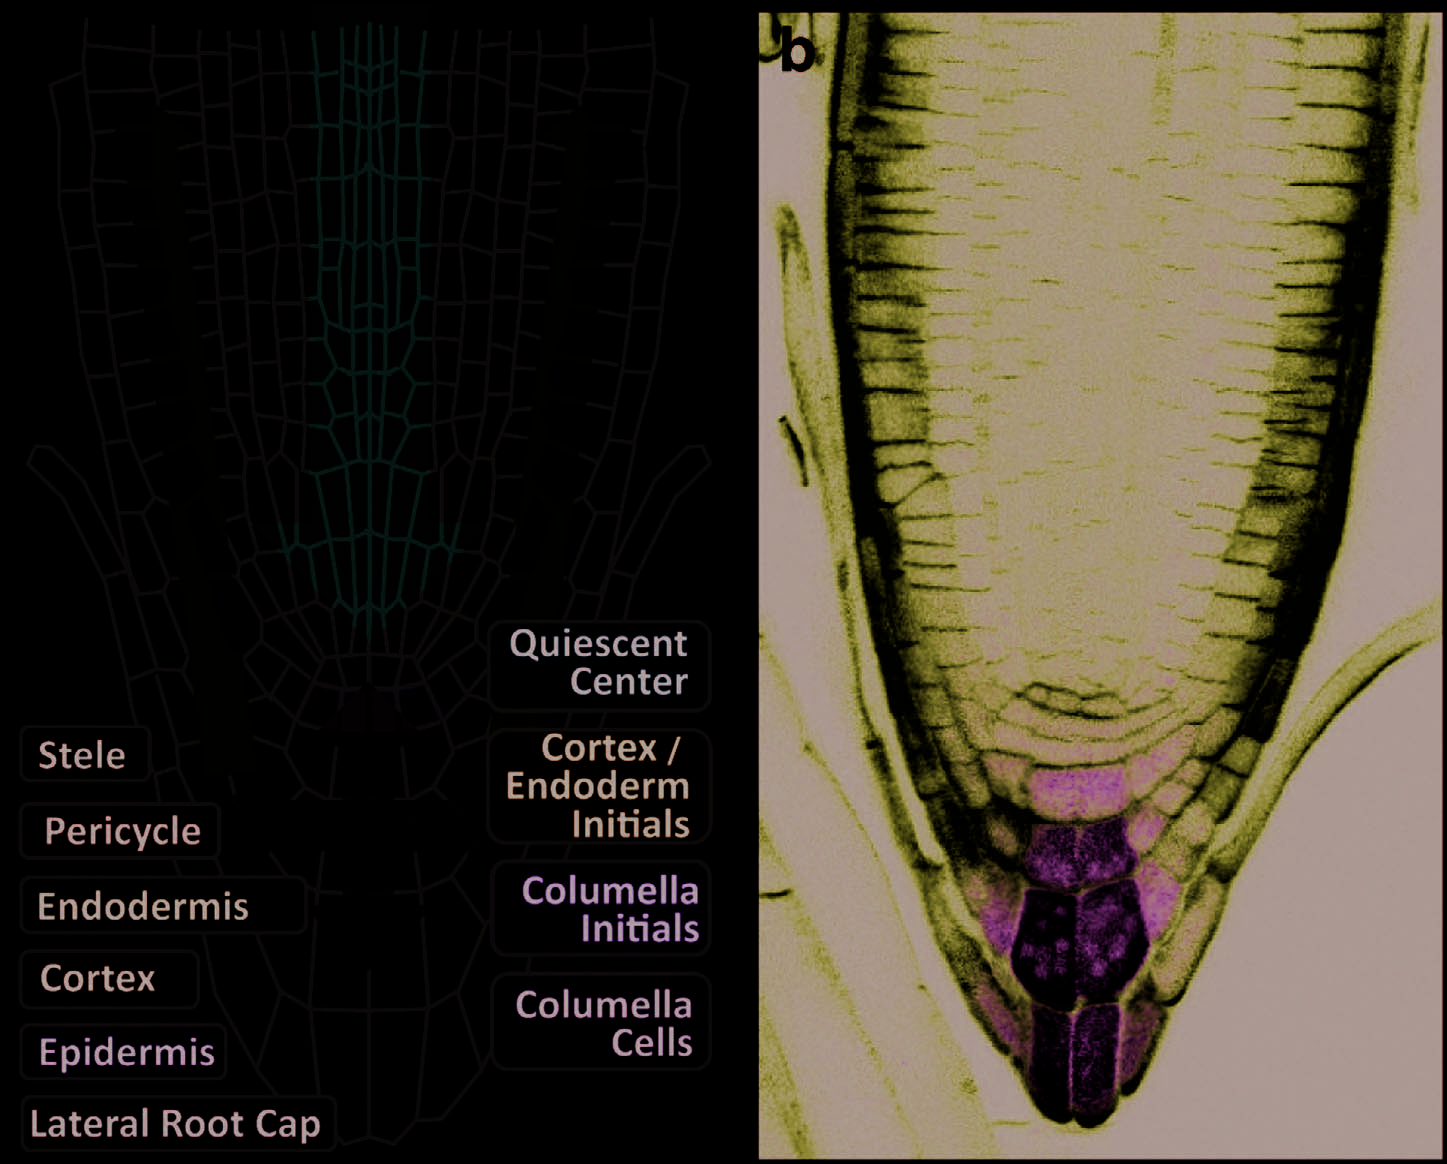 b
Quiescent
Center
Stele
Cortex /
Endoderm
Initials
Pericycle
Endodermis
Columella
Initials
Cortex
Columella
Cells
Epidermis
Lateral Root Cap